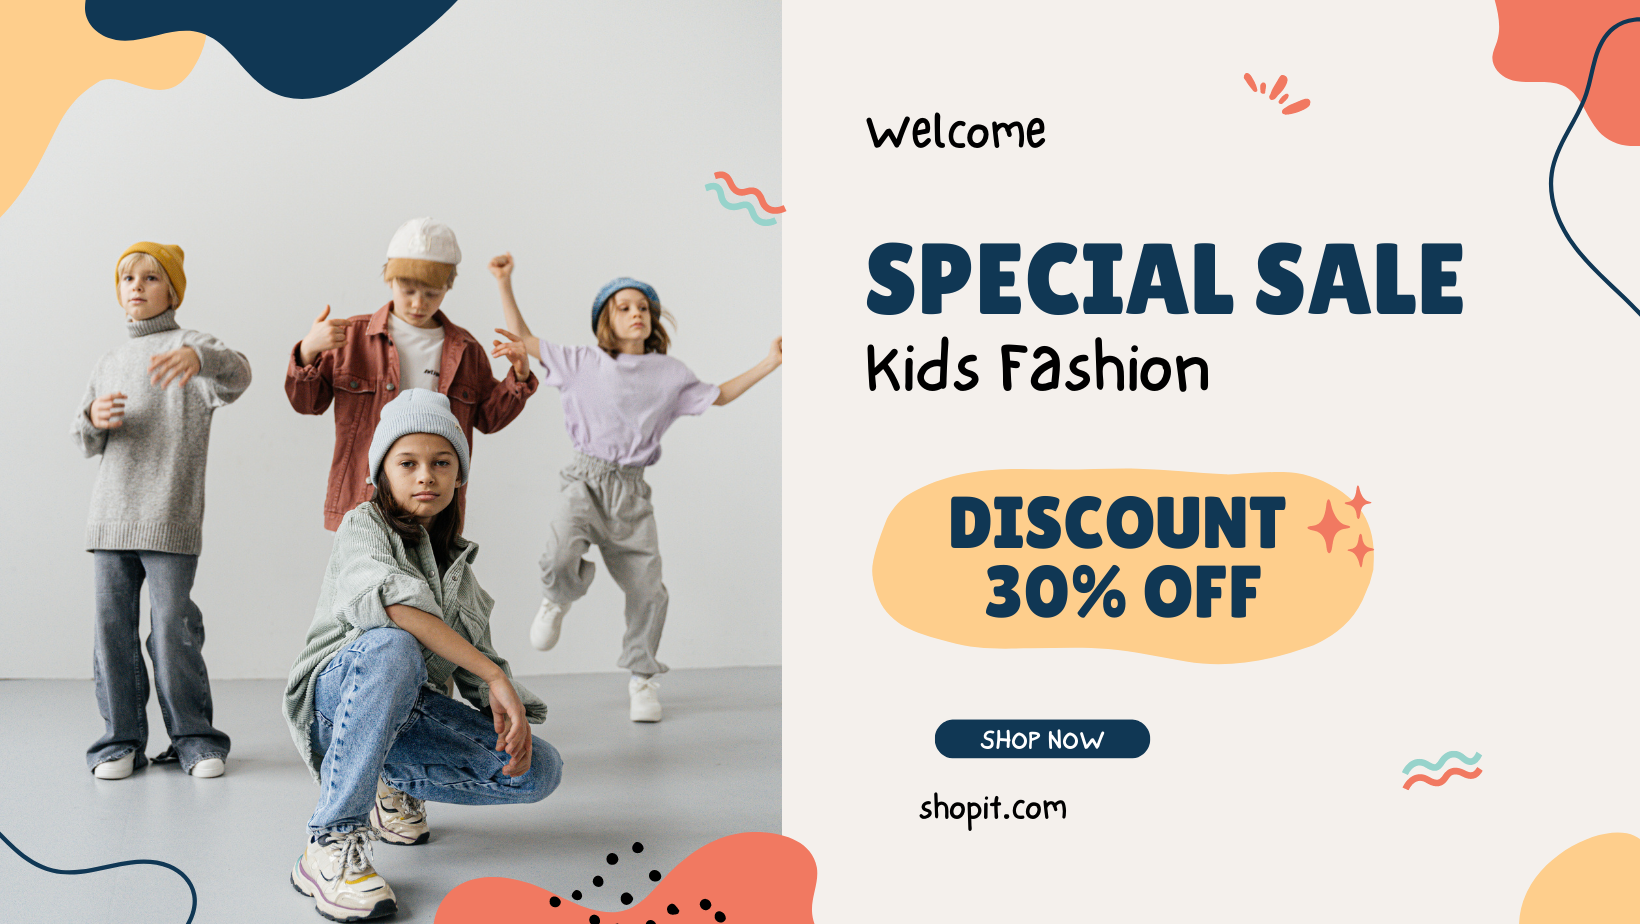 Welcome
SPECIAL SALE
Kids Fashion
DISCOUNT
30% OFF
SHOP NOW
shopit.com